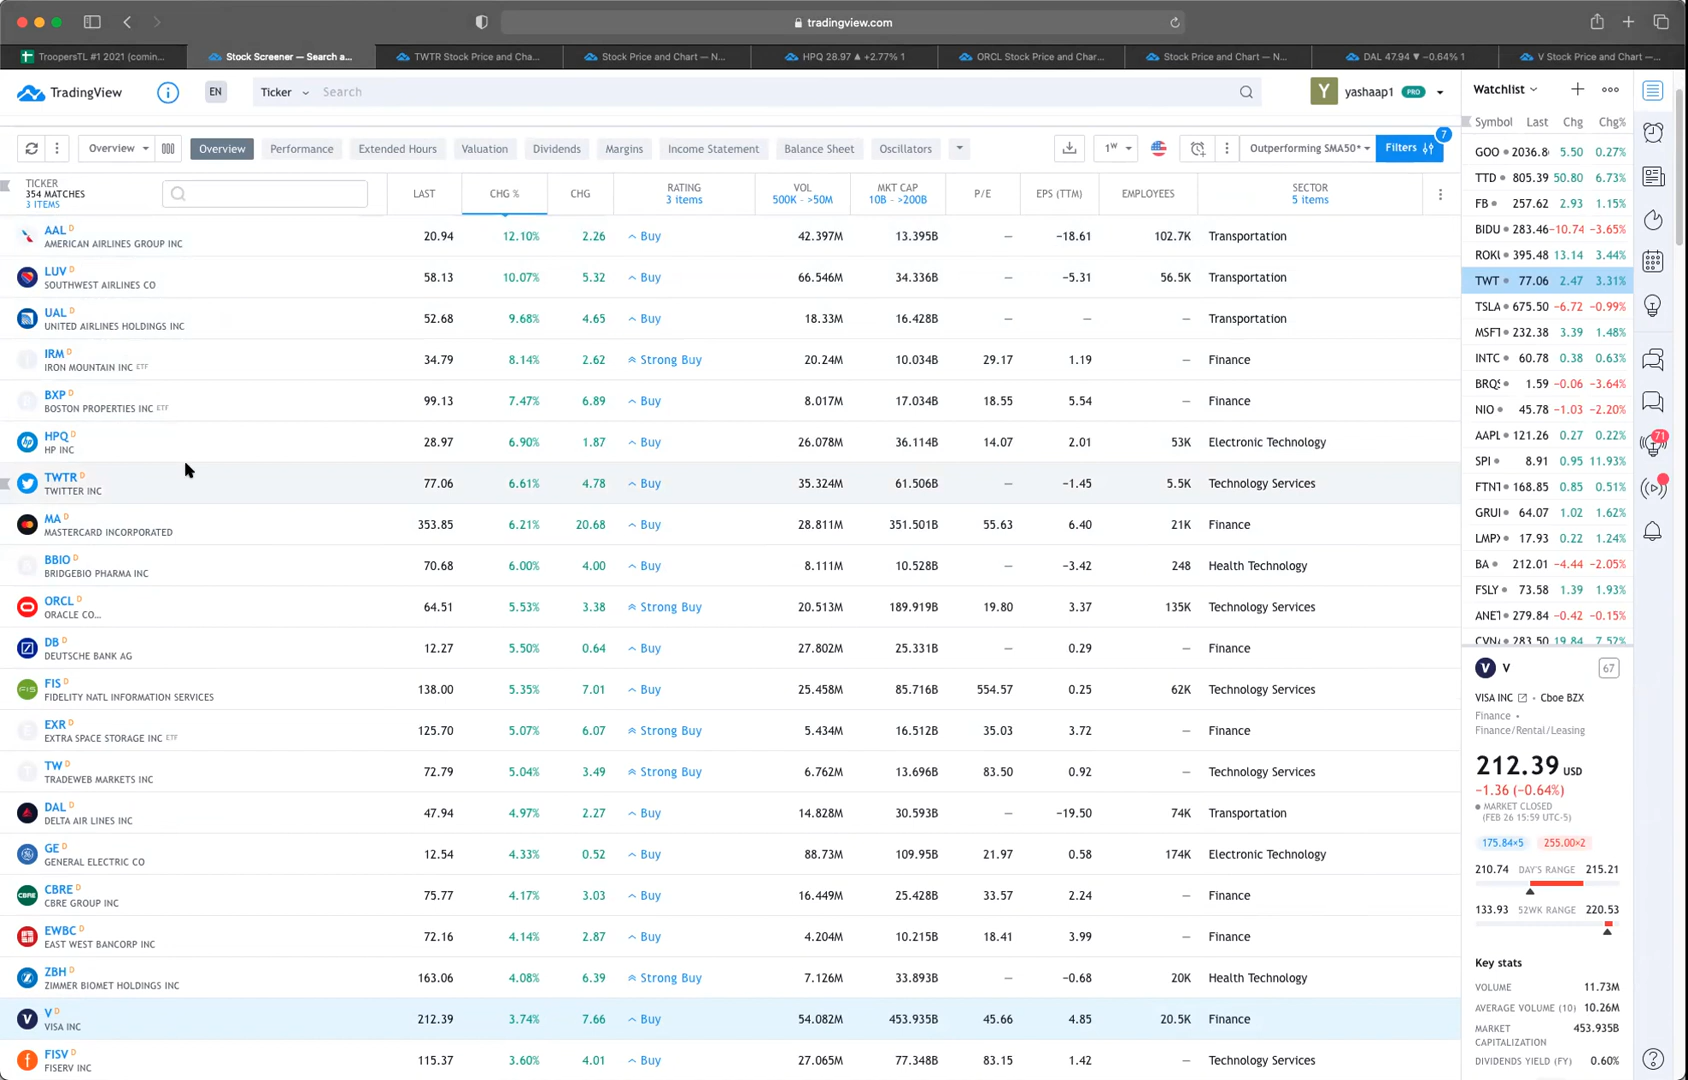 tradingview.com
TroopersTL #1 2021 (comin...
Stock Screener — Search a...
TWTR Stock Price and Cha...
Stock Price and Chart — N...
HPQ 28.97 ▲ +2.77% 1
ORCL Stock Price and Char...
Stock Price and Chart — N...
DAL 47.94 ▼ −0.64% 1
V Stock Price and Chart —...
TradingView
EN
Ticker
Search
Y
yashaap1
PRO
Watchlist
Overview
Overview
Performance
Extended Hours
Valuation
Dividends
Margins
Income Statement
Balance Sheet
Oscillators
1W
Outperforming SMA50*
Filters
7
TICKER
354 MATCHES
3 ITEMS
LAST
CHG %
CHG
RATING
3 items
VOL
500K - >50M
MKT CAP
10B - >200B
P/E
EPS (TTM)
EMPLOYEES
SECTOR
5 items
AAL D
AMERICAN AIRLINES GROUP INC
20.94 12.10% 2.26 Buy 42.397M 13.395B — −18.61 102.7K Transportation
LUV D
SOUTHWEST AIRLINES CO
58.13 10.07% 5.32 Buy 66.546M 34.336B — −5.31 56.5K Transportation
UAL D
UNITED AIRLINES HOLDINGS INC
52.68 9.68% 4.65 Buy 18.33M 16.428B — — — Transportation
IRM D
IRON MOUNTAIN INC ETF
34.79 8.14% 2.62 Strong Buy 20.24M 10.034B 29.17 1.19 — Finance
BXP D
BOSTON PROPERTIES INC ETF
99.13 7.47% 6.89 Buy 8.017M 17.034B 18.55 5.54 — Finance
HPQ D
HP INC
28.97 6.90% 1.87 Buy 26.078M 36.114B 14.07 2.01 53K Electronic Technology
TWTR D
TWITTER INC
77.06 6.61% 4.78 Buy 35.324M 61.506B — −1.45 5.5K Technology Services
MA D
MASTERCARD INCORPORATED
353.85 6.21% 20.68 Buy 28.811M 351.501B 55.63 6.40 21K Finance
BBIO D
BRIDGEBIO PHARMA INC
70.68 6.00% 4.00 Buy 8.111M 10.528B — −3.42 248 Health Technology
ORCL D
ORACLE CO...
64.51 5.53% 3.38 Strong Buy 20.513M 189.919B 19.80 3.37 135K Technology Services
DB D
DEUTSCHE BANK AG
12.27 5.50% 0.64 Buy 27.802M 25.331B — 0.29 — Finance
FIS D
FIDELITY NATL INFORMATION SERVICES
138.00 5.35% 7.01 Buy 25.458M 85.716B 554.57 0.25 62K Technology Services
EXR D
EXTRA SPACE STORAGE INC ETF
125.70 5.07% 6.07 Strong Buy 5.434M 16.512B 35.03 3.72 — Finance
TW D
TRADEWEB MARKETS INC
72.79 5.04% 3.49 Strong Buy 6.762M 13.696B 83.50 0.92 — Technology Services
DAL D
DELTA AIR LINES INC
47.94 4.97% 2.27 Buy 14.828M 30.593B — −19.50 74K Transportation
GE D
GENERAL ELECTRIC CO
12.54 4.33% 0.52 Buy 88.73M 109.95B 21.97 0.58 174K Electronic Technology
CBRE D
CBRE GROUP INC
75.77 4.17% 3.03 Buy 16.449M 25.428B 33.57 2.24 — Finance
EWBC D
EAST WEST BANCORP INC
72.16 4.14% 2.87 Buy 4.204M 10.215B 18.41 3.99 — Finance
ZBH D
ZIMMER BIOMET HOLDINGS INC
163.06 4.08% 6.39 Strong Buy 7.126M 33.893B — −0.68 20K Health Technology
V D
VISA INC
212.39 3.74% 7.66 Buy 54.082M 453.935B 45.66 4.85 20.5K Finance
FISV D
FISERV INC
115.37 3.60% 4.01 Buy 27.065M 77.348B 83.15 1.42 — Technology Services
Symbol Last Chg Chg%
GOO 2036.8 5.50 0.27%
TTD 805.39 50.80 6.73%
FB 257.62 2.93 1.15%
BIDU 283.46 −10.74 −3.65%
ROKU 395.48 13.14 3.44%
TWT 77.06 2.47 3.31%
TSLA 675.50 −6.72 −0.99%
MSFT 232.38 3.39 1.48%
INTC 60.78 0.38 0.63%
BRQS 1.59 −0.06 −3.64%
NIO 45.78 −1.03 −2.20%
AAPL 121.26 0.27 0.22%
SPI 8.91 0.95 11.93%
FTNT 168.85 0.85 0.51%
GRU 64.07 1.02 1.62%
LMPX 17.93 0.22 1.24%
BA 212.01 −4.44 −2.05%
FSLY 73.58 1.39 1.93%
ANET 279.84 −0.42 −0.15%
CVNA 283.50 19.84 7.52%
V
V
67
VISA INC • Cboe BZX
Finance •
Finance/Rental/Leasing
212.39 USD
−1.36 (−0.64%)
MARKET CLOSED
(FEB 26 15:59 UTC-5)
175.84×5
255.00×2
210.74 DAY'S RANGE 215.21
133.93 52WK RANGE 220.53
Key stats
VOLUME 11.73M
AVERAGE VOLUME (10) 10.26M
MARKET CAPITALIZATION 453.935B
DIVIDENDS YIELD (FY) 0.60%
71